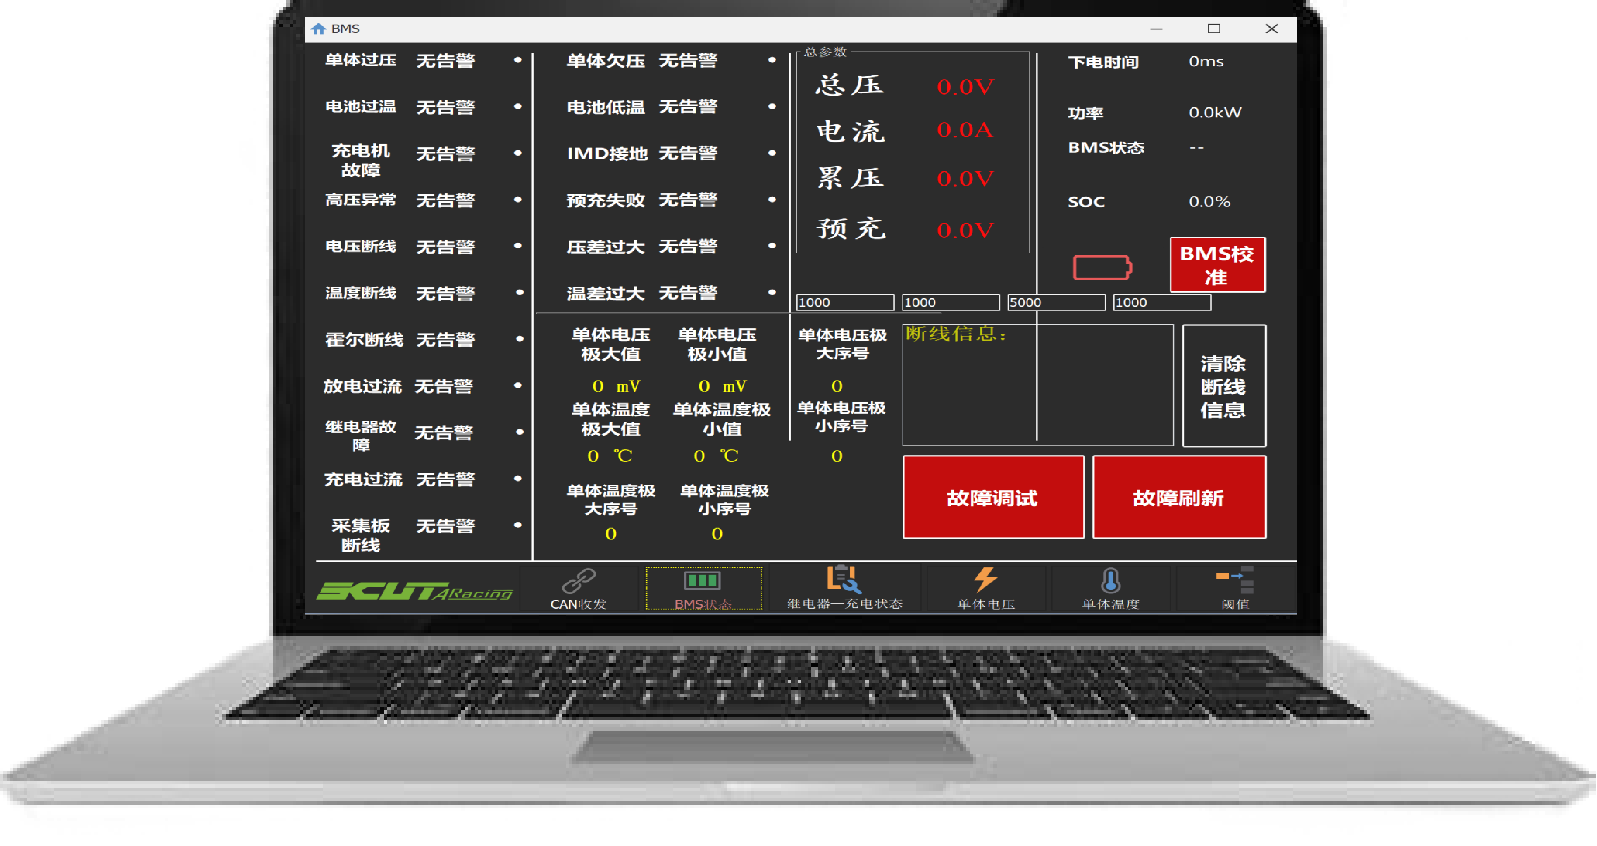 BMS
单体过压 无告警
电池过温 无告警
充电机
故障
无告警
高压异常 无告警
电压断线 无告警
温度断线 无告警
霍尔断线 无告警
放电过流 无告警
继电器故
障
无告警
充电过流 无告警
采集板
断线
无告警
单体欠压 无告警
电池低温 无告警
IMD接地 无告警
预充失败 无告警
压差过大 无告警
温差过大 无告警
总参数
总压 0.0V
电流 0.0A
累压 0.0V
预充 0.0V
下电时间 0ms
功率 0.0kW
BMS状态 --
SOC 0.0%
BMS校
准
1000 1000 5000 1000
单体电压
极大值
0 mV
单体电压
极小值
0 mV
单体电压极
大序号
0
单体温度
极大值
0 ℃
单体温度极
小值
0 ℃
单体电压极
小序号
0
单体温度极
大序号
0
单体温度极
小序号
0
断线信息：
清除
断线
信息
故障调试
故障刷新
SCUT Racing
CAN收发
BMS状态
继电器—充电状态
单体电压
单体温度
阈值